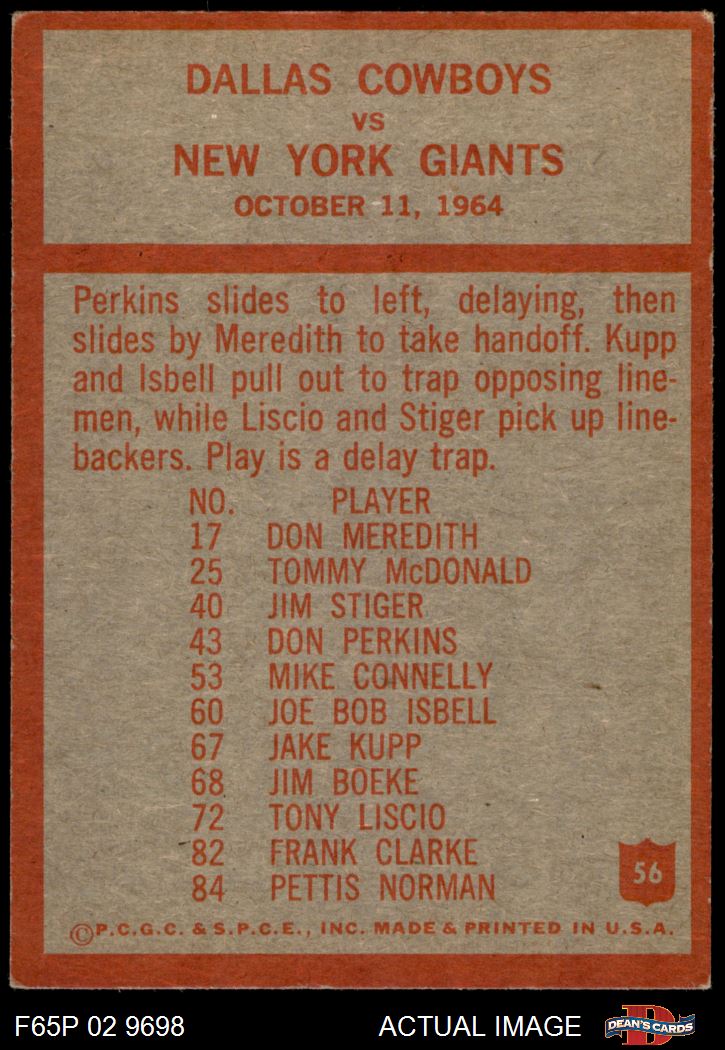 DALLAS COWBOYS
VS
NEW YORK GIANTS
OCTOBER 11, 1964
Perkins slides to left, delaying, then
slides by Meredith to take handoff. Kupp
and Isbell pull out to trap opposing line-
men, while Liscio and Stiger pick up line-
backers. Play is a delay trap.
NO. PLAYER
17 DON MEREDITH
25 TOMMY McDONALD
40 JIM STIGER
43 DON PERKINS
53 MIKE CONNELLY
60 JOE BOB ISBELL
67 JAKE KUPP
68 JIM BOEKE
72 TONY LISCIO
82 FRANK CLARKE
84 PETTIS NORMAN
56
©P.C.G.C. & S.P.C.E., INC. MADE & PRINTED IN U.S.A.
F65P 02 9698 ACTUAL IMAGE D DEAN'S CARDS